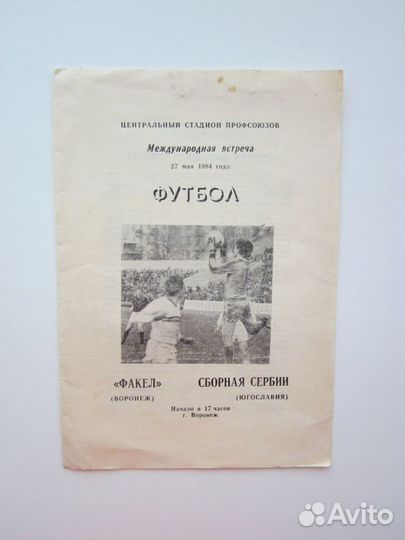 ЦЕНТРАЛЬНЫЙ СТАДИОН ПРОФСОЮЗОВ
Международная встреча
27 мая 1984 года
ФУТБОЛ
«ФАКЕЛ» СБОРНАЯ СЕРБИИ
(ВОРОНЕЖ) (ЮГОСЛАВИЯ)
Начало в 17 часов
г. Воронеж
Avito